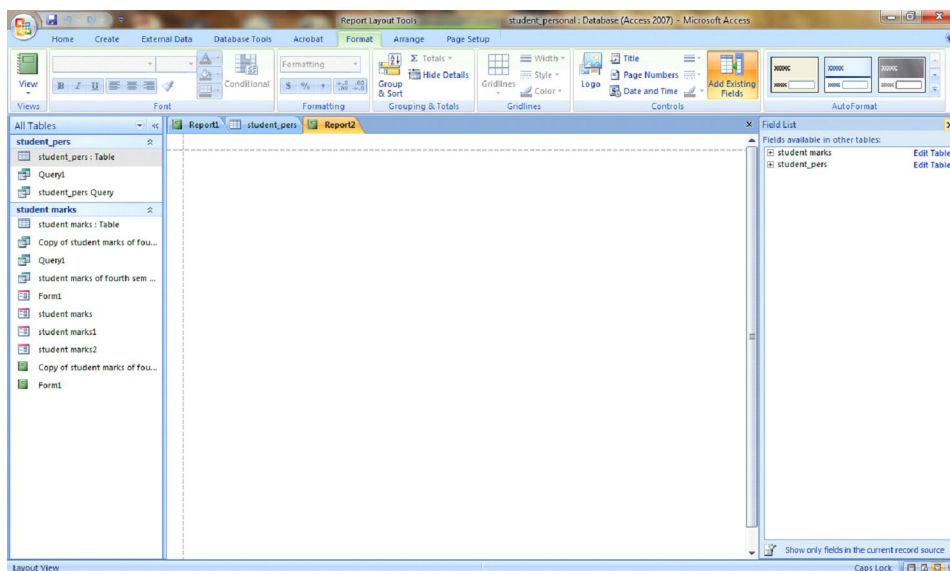 Report Layout Tools student_personal : Database (Access 2007) - Microsoft Access
Home Create External Data Database Tools Acrobat Format Arrange Page Setup
View
Views
B I U
Conditional
Font
Formatting
$ % ,
Formatting
Group & Sort
Σ Totals
Hide Details
Grouping & Totals
Gridlines
Width
Style
Color
Gridlines
Logo
Title
Page Numbers
Date and Time
Add Existing Fields
Controls
XXXXX XXXXX XXXXX
AutoFormat
All Tables
student_pers
student_pers : Table
Query1
student_pers Query
student marks
student marks : Table
Copy of student marks of fou...
Query1
student marks of fourth sem ...
Form1
student marks
student marks1
student marks2
Copy of student marks of fou...
Form1
Report1 student_pers Report2
Field List
Fields available in other tables:
student marks Edit Table
student_pers Edit Table
Show only fields in the current record source
Layout View Caps Lock